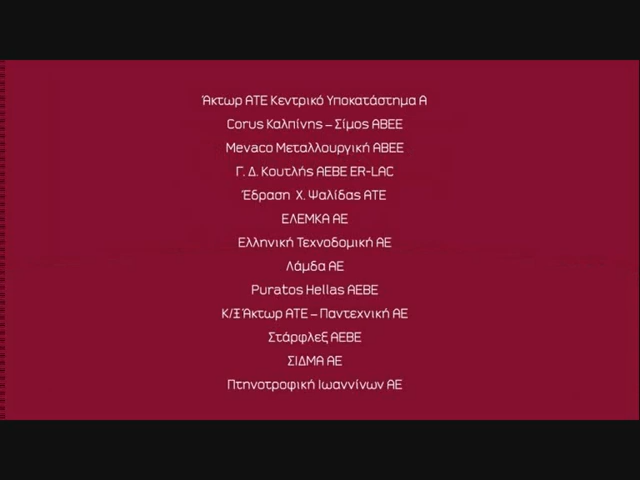 Άκτωρ ΑΤΕ Κεντρικό Υποκατάστημα Α
Corus Καλπίνης – Σίμος ΑΒΕΕ
Mevaco Μεταλλουργική ΑΒΕΕ
Γ. Δ. Κουτλής ΑΕΒΕ ER-LAC
Έδραση Χ. Ψαλίδας ΑΤΕ
ΕΛΕΜΚΑ ΑΕ
Ελληνική Τεχνοδομική ΑΕ
Λάμδα ΑΕ
Puratos Hellas ΑΕΒΕ
Κ/Ξ Άκτωρ ΑΤΕ – Παντεχνική ΑΕ
Στάρφλεξ ΑΕΒΕ
ΣΙΔΜΑ ΑΕ
Πτηνοτροφική Ιωαννίνων ΑΕ